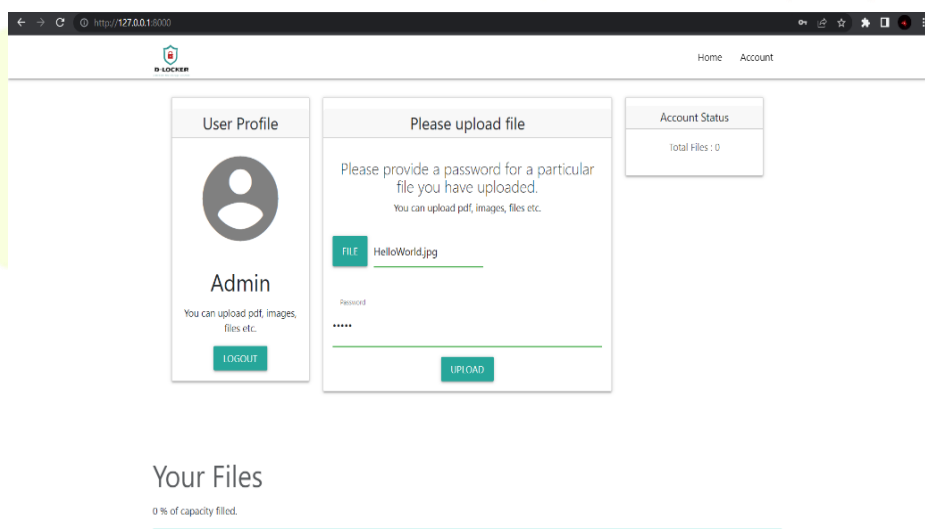 http://127.0.0.1:8000
D-LOCKER
Home Account
User Profile
Admin
You can upload pdf, images,
files etc.
LOGOUT
Please upload file
Please provide a password for a particular
file you have uploaded.
You can upload pdf, images, files etc.
FILE HelloWorld.jpg
Password
•••••
UPLOAD
Account Status
Total Files : 0
Your Files
0 % of capacity filled.